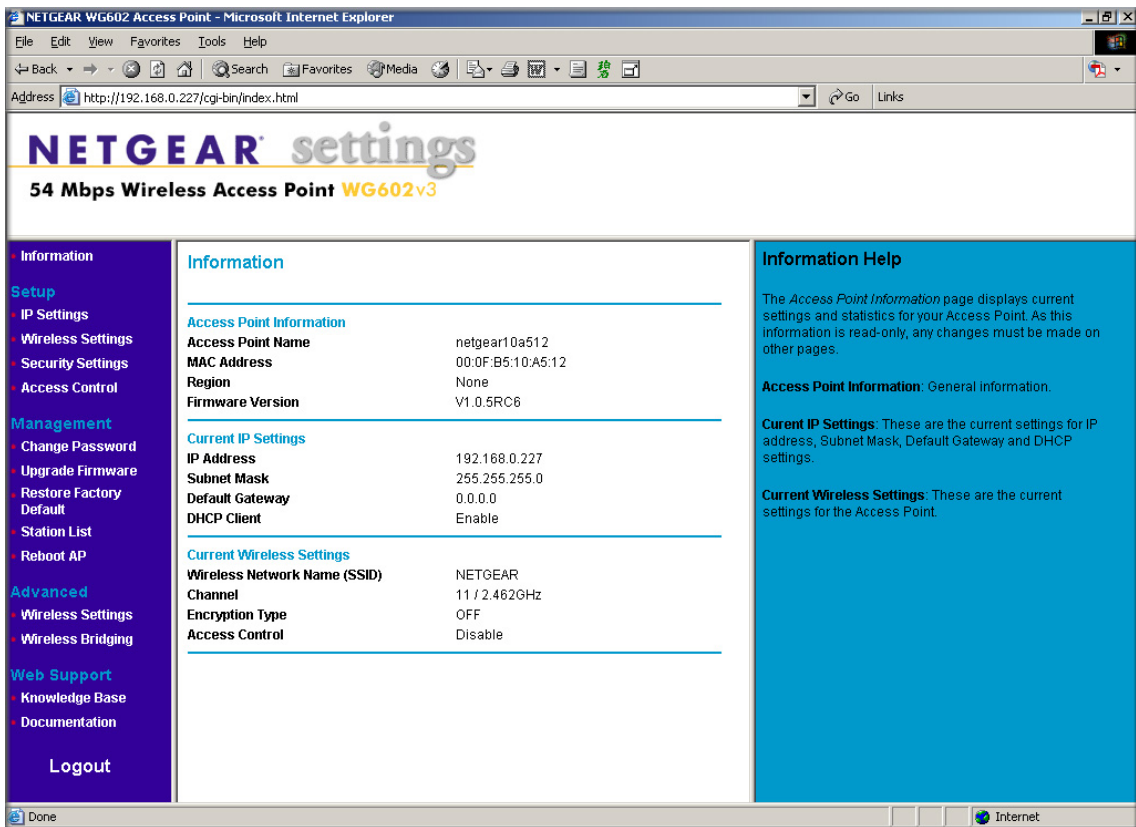 NETGEAR WG602 Access Point - Microsoft Internet Explorer
File Edit View Favorites Tools Help
Back Search Favorites Media
Address http://192.168.0.227/cgi-bin/index.html Go Links
NETGEAR settings
54 Mbps Wireless Access Point WG602v3
Information
Setup
IP Settings
Wireless Settings
Security Settings
Access Control
Management
Change Password
Upgrade Firmware
Restore Factory
Default
Station List
Reboot AP
Advanced
Wireless Settings
Wireless Bridging
Web Support
Knowledge Base
Documentation
Logout
Information
Access Point Information
Access Point Name netgear10a512
MAC Address 00:0F:B5:10:A5:12
Region None
Firmware Version V1.0.5RC6
Current IP Settings
IP Address 192.168.0.227
Subnet Mask 255.255.255.0
Default Gateway 0.0.0.0
DHCP Client Enable
Current Wireless Settings
Wireless Network Name (SSID) NETGEAR
Channel 11 / 2.462GHz
Encryption Type OFF
Access Control Disable
Information Help
The Access Point Information page displays current
settings and statistics for your Access Point. As this
information is read-only, any changes must be made on
other pages.
Access Point Information: General information.
Curent IP Settings: These are the current settings for IP
address, Subnet Mask, Default Gateway and DHCP
settings.
Current Wireless Settings: These are the current
settings for the Access Point.
Done Internet